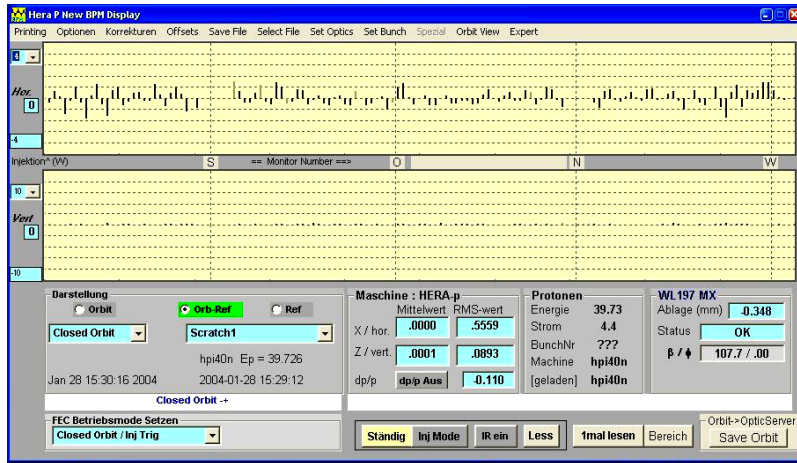 Hera P New BPM Display
Printing Optionen Korrekturen Offsets Save File Select File Set Optics Set Bunch Spezial Orbit View Expert
4
Hor.
0
-4
Injektion^ (W) S == Monitor Number ==> O N W
10
Vert
0
-10
Darstellung
Orbit Orb-Ref Ref
Closed Orbit Scratch1
hpi40n Ep = 39.726
Jan 28 15:30:16 2004 2004-01-28 15:29:12
Closed Orbit -+
Maschine : HERA-p
Mittelwert RMS-wert
X / hor. .0000 .5559
Z / vert. .0001 .0893
dp/p dp/p Aus -0.110
Protonen
Energie 39.73
Strom 4.4
BunchNr ???
Machine hpi40n
[geladen] hpi40n
WL197 MX
Ablage (mm) -0.348
Status OK
β / ϕ 107.7 / .00
FEC Betriebsmode Setzen
Closed Orbit / Inj Trig
Ständig Inj Mode IR ein Less 1mal lesen Bereich
Orbit->OpticServer
Save Orbit